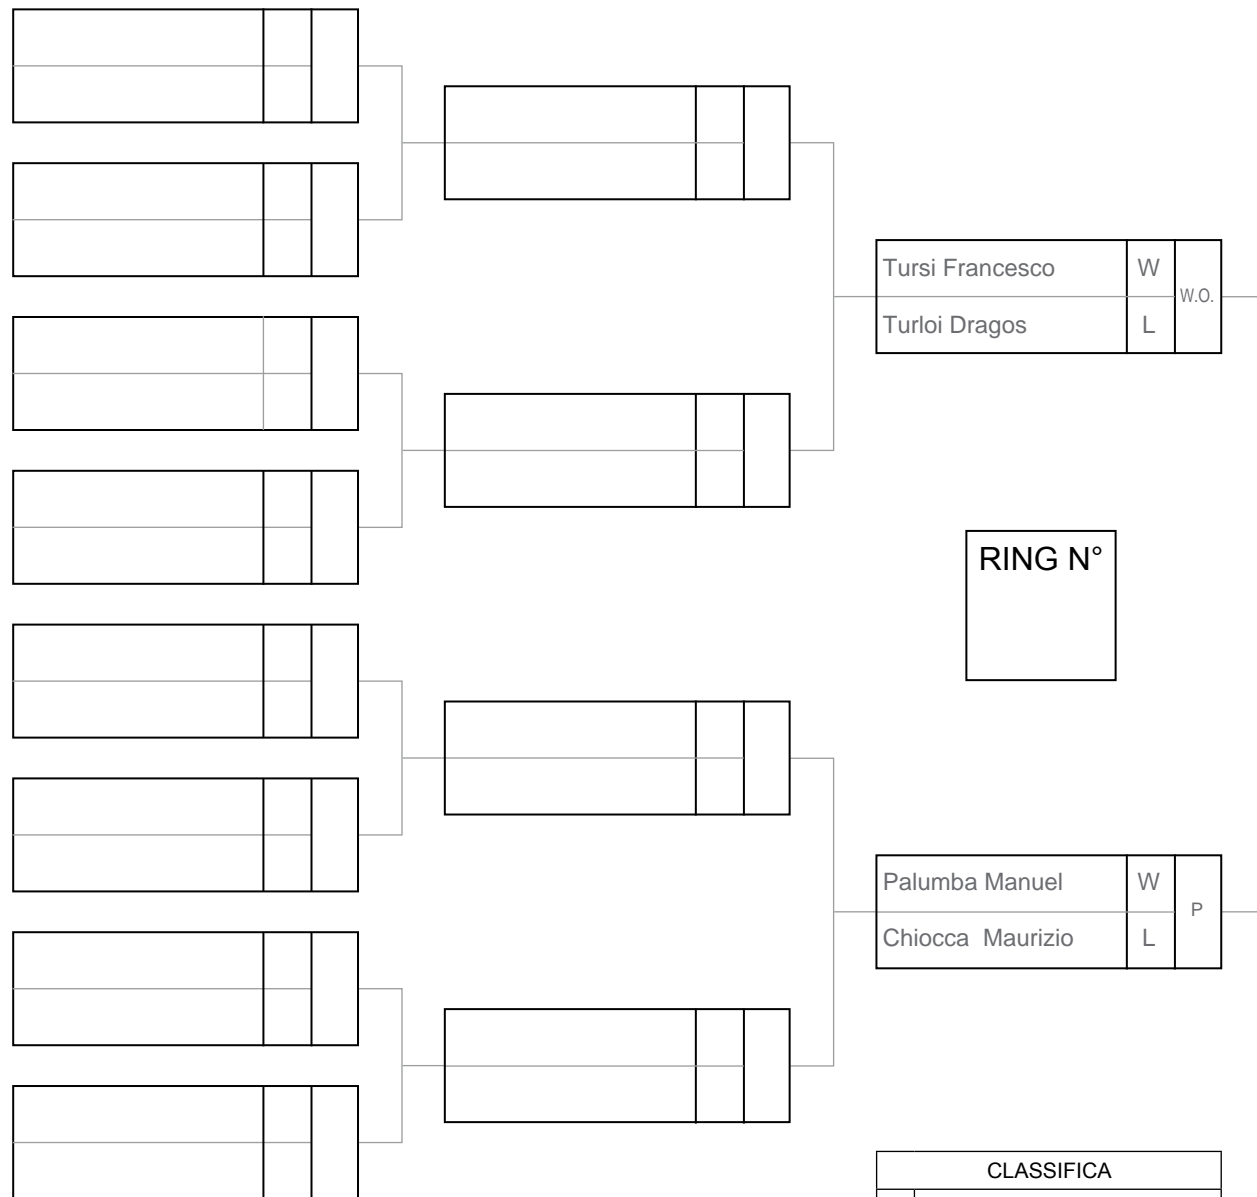 Tursi Francesco W
W.O.
Turloi Dragos L
RING N°
Palumba Manuel W
P
Chiocca  Maurizio L
CLASSIFICA